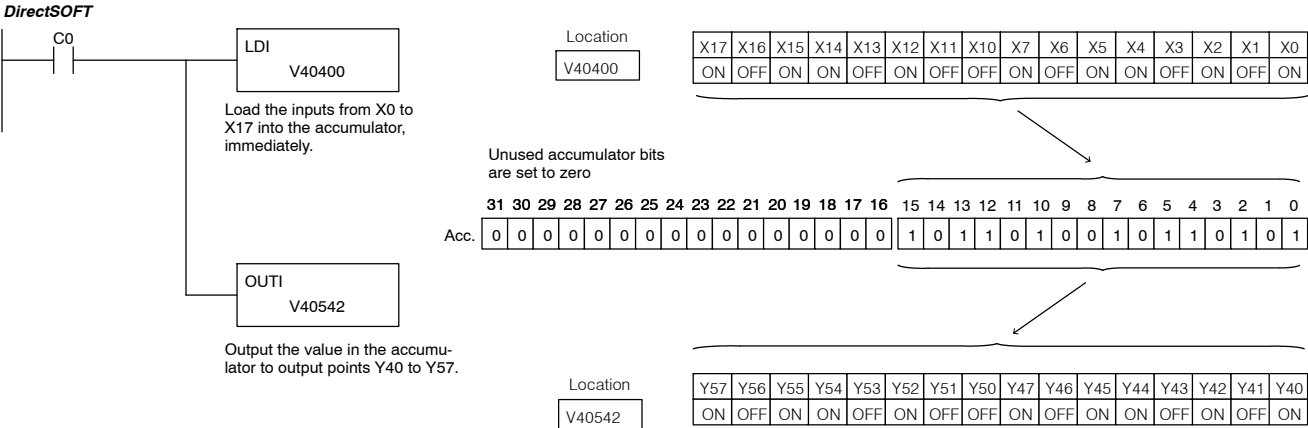 DirectSOFT
C0
LDI
V40400
Load the inputs from X0 to
X17 into the accumulator,
immediately.
Location
V40400
X17 X16 X15 X14 X13 X12 X11 X10 X7 X6 X5 X4 X3 X2 X1 X0
ON OFF ON ON OFF ON OFF OFF ON OFF ON ON OFF ON OFF ON
Unused accumulator bits
are set to zero
31 30 29 28 27 26 25 24 23 22 21 20 19 18 17 16 15 14 13 12 11 10 9 8 7 6 5 4 3 2 1 0
Acc. 0 0 0 0 0 0 0 0 0 0 0 0 0 0 0 0 1 0 1 1 0 1 0 0 1 0 1 1 0 1 0 1
OUTI
V40542
Output the value in the accumu-
lator to output points Y40 to Y57.
Location
V40542
Y57 Y56 Y55 Y54 Y53 Y52 Y51 Y50 Y47 Y46 Y45 Y44 Y43 Y42 Y41 Y40
ON OFF ON ON OFF ON OFF OFF ON OFF ON ON OFF ON OFF ON